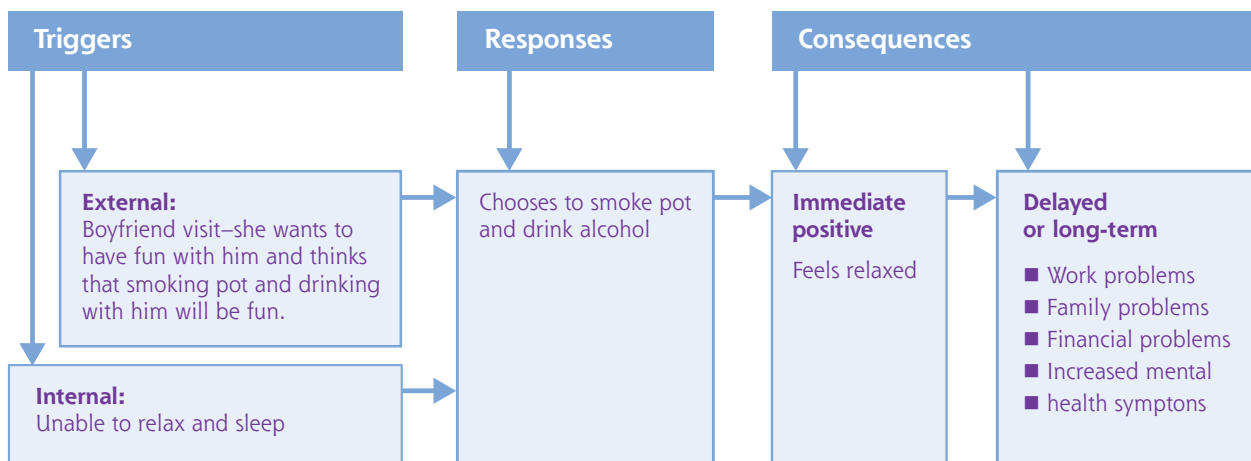 Triggers
Responses
Consequences
External:
Boyfriend visit–she wants to
have fun with him and thinks
that smoking pot and drinking
with him will be fun.
Internal:
Unable to relax and sleep
Chooses to smoke pot
and drink alcohol
Immediate
positive
Feels relaxed
Delayed
or long-term
■ Work problems
■ Family problems
■ Financial problems
■ Increased mental
■ health symptons